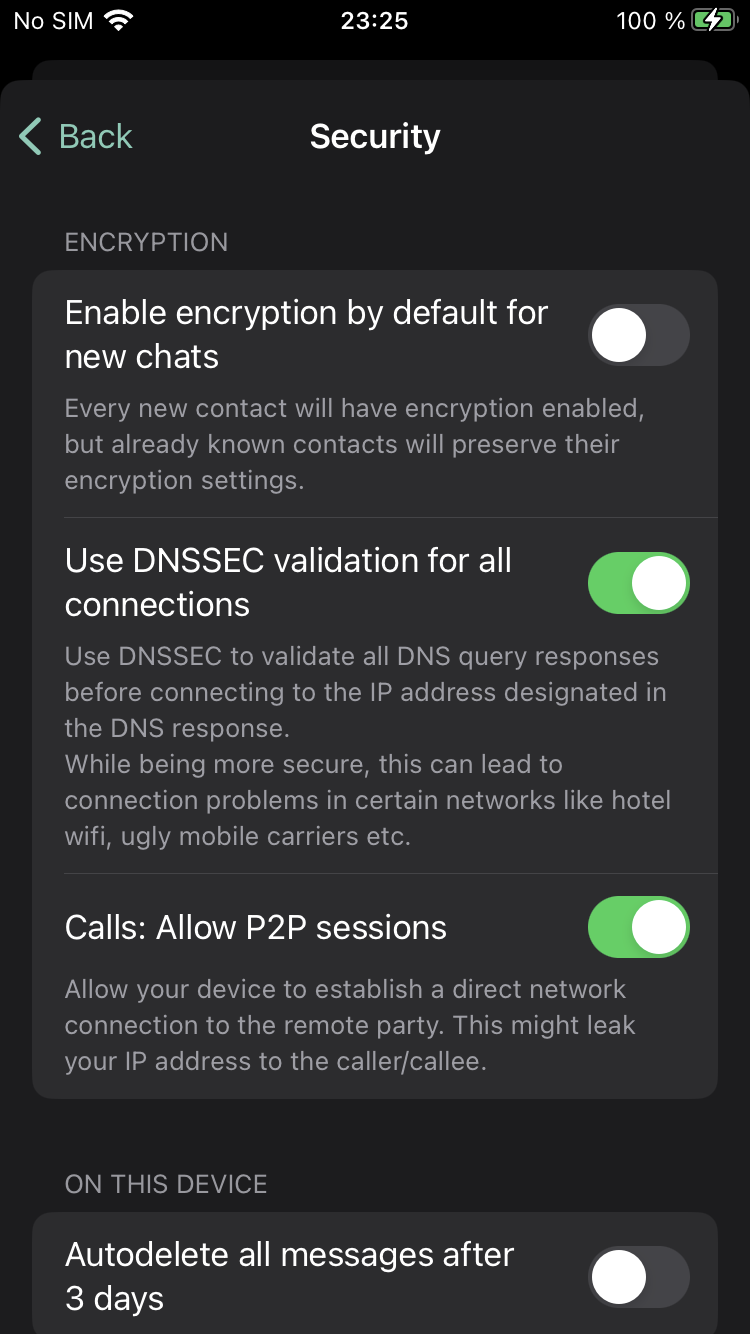 No SIM 23:25 100 %
Back Security
ENCRYPTION
Enable encryption by default for
new chats
Every new contact will have encryption enabled,
but already known contacts will preserve their
encryption settings.
Use DNSSEC validation for all
connections
Use DNSSEC to validate all DNS query responses
before connecting to the IP address designated in
the DNS response.
While being more secure, this can lead to
connection problems in certain networks like hotel
wifi, ugly mobile carriers etc.
Calls: Allow P2P sessions
Allow your device to establish a direct network
connection to the remote party. This might leak
your IP address to the caller/callee.
ON THIS DEVICE
Autodelete all messages after
3 days